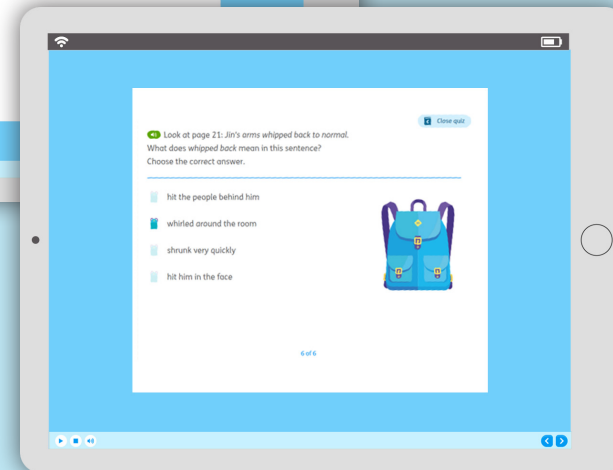 Close quiz
Look at page 21: Jin's arms whipped back to normal.
What does whipped back mean in this sentence?
Choose the correct answer.
hit the people behind him
whirled around the room
shrunk very quickly
hit him in the face
6 of 6